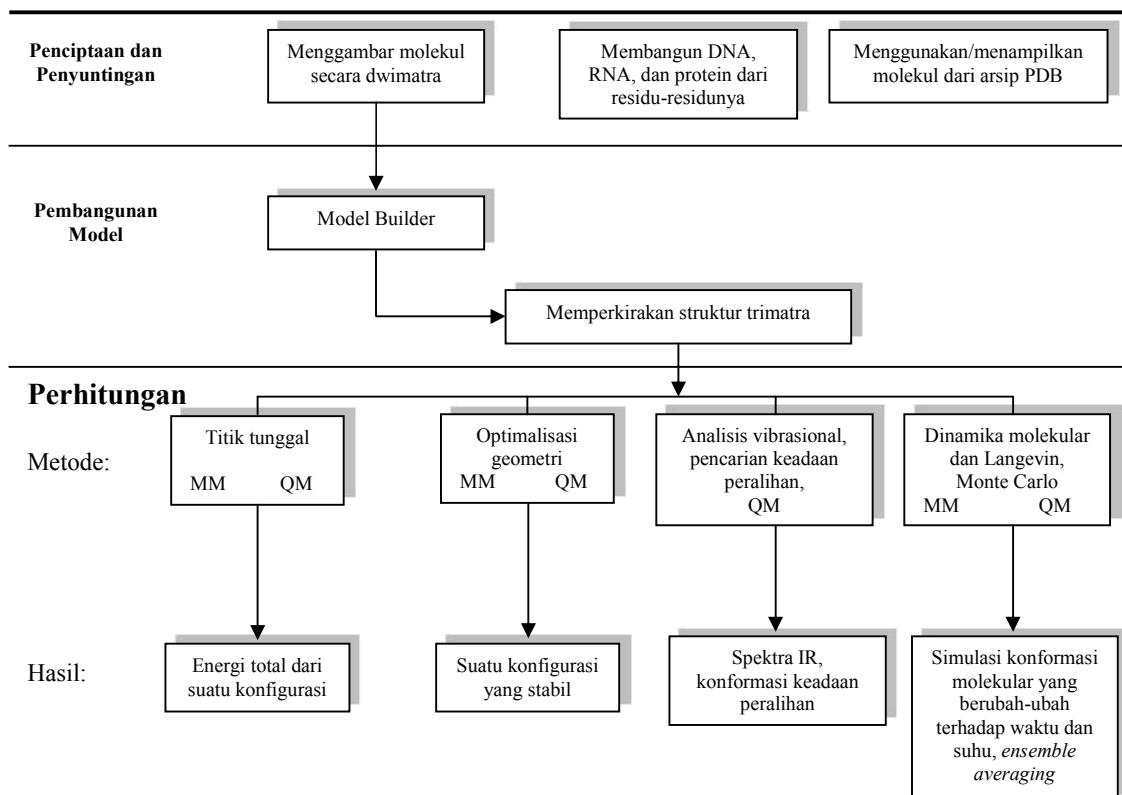 Penciptaan dan
Penyuntingan
Menggambar molekul
secara dwimatra
Membangun DNA,
RNA, dan protein dari
residu-residunya
Menggunakan/menampilkan
molekul dari arsip PDB
Pembangunan
Model
Model Builder
Memperkirakan struktur trimatra
Perhitungan
Metode:
Titik tunggal
MM QM
Optimalisasi
geometri
MM QM
Analisis vibrasional,
pencarian keadaan
peralihan,
QM
Dinamika molekular
dan Langevin,
Monte Carlo
MM QM
Hasil:
Energi total dari
suatu konfigurasi
Suatu konfigurasi
yang stabil
Spektra IR,
konformasi keadaan
peralihan
Simulasi konformasi
molekular yang
berubah-ubah
terhadap waktu dan
suhu, ensemble
averaging